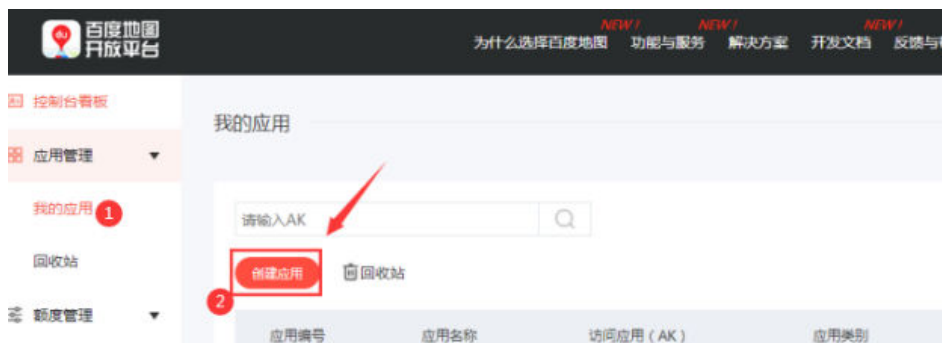 百度地图
开放平台
NEW! NEW! NEW!
为什么选择百度地图 功能与服务 解决方案 开发文档 反馈与
控制台看板
我的应用
应用管理
我的应用 1
请输入AK
回收站
创建应用 回收站
2
额度管理
应用编号 应用名称 访问应用（AK） 应用类别